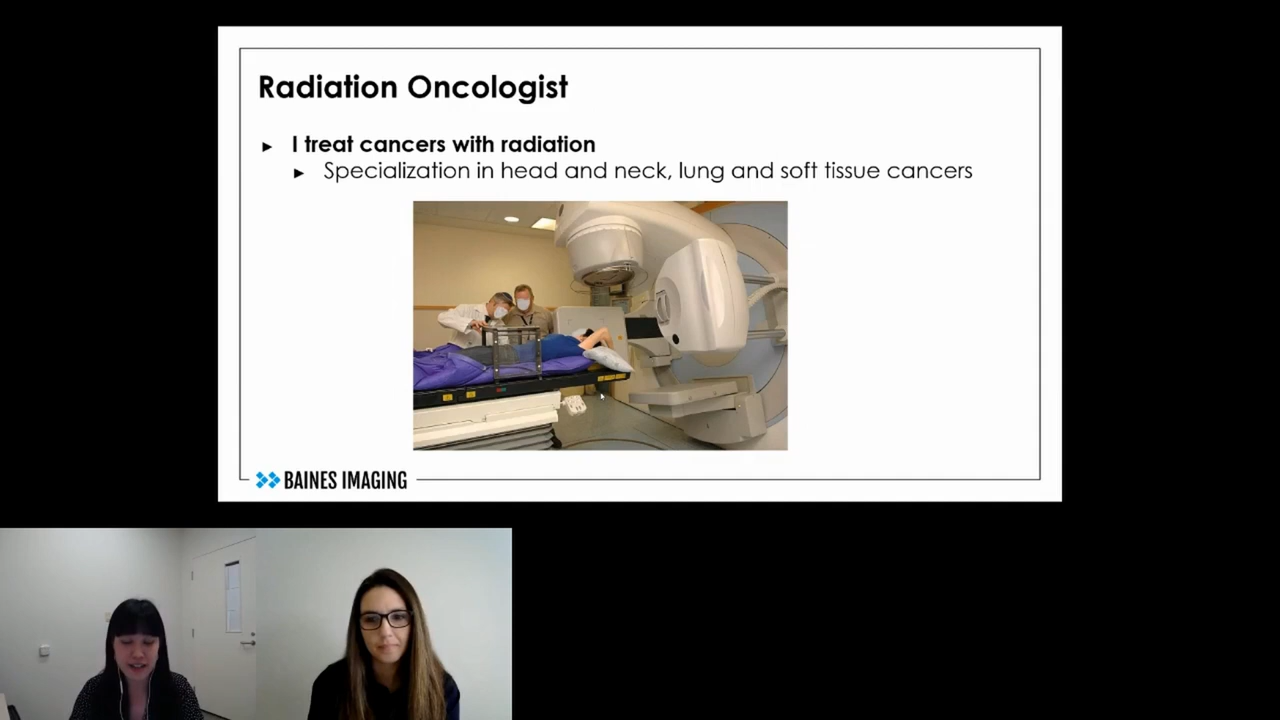 Radiation Oncologist
I treat cancers with radiation
Specialization in head and neck, lung and soft tissue cancers
BAINES IMAGING